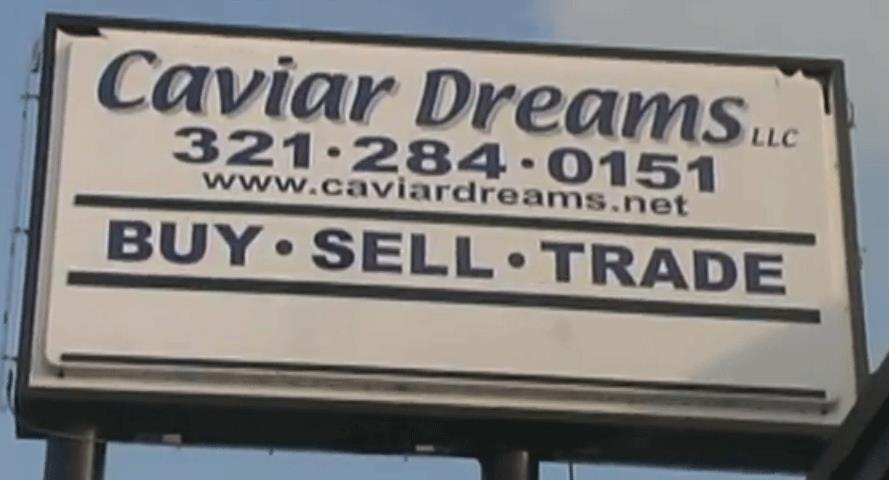 Caviar Dreams LLC
321·284·0151
www.caviardreams.net
BUY·SELL·TRADE